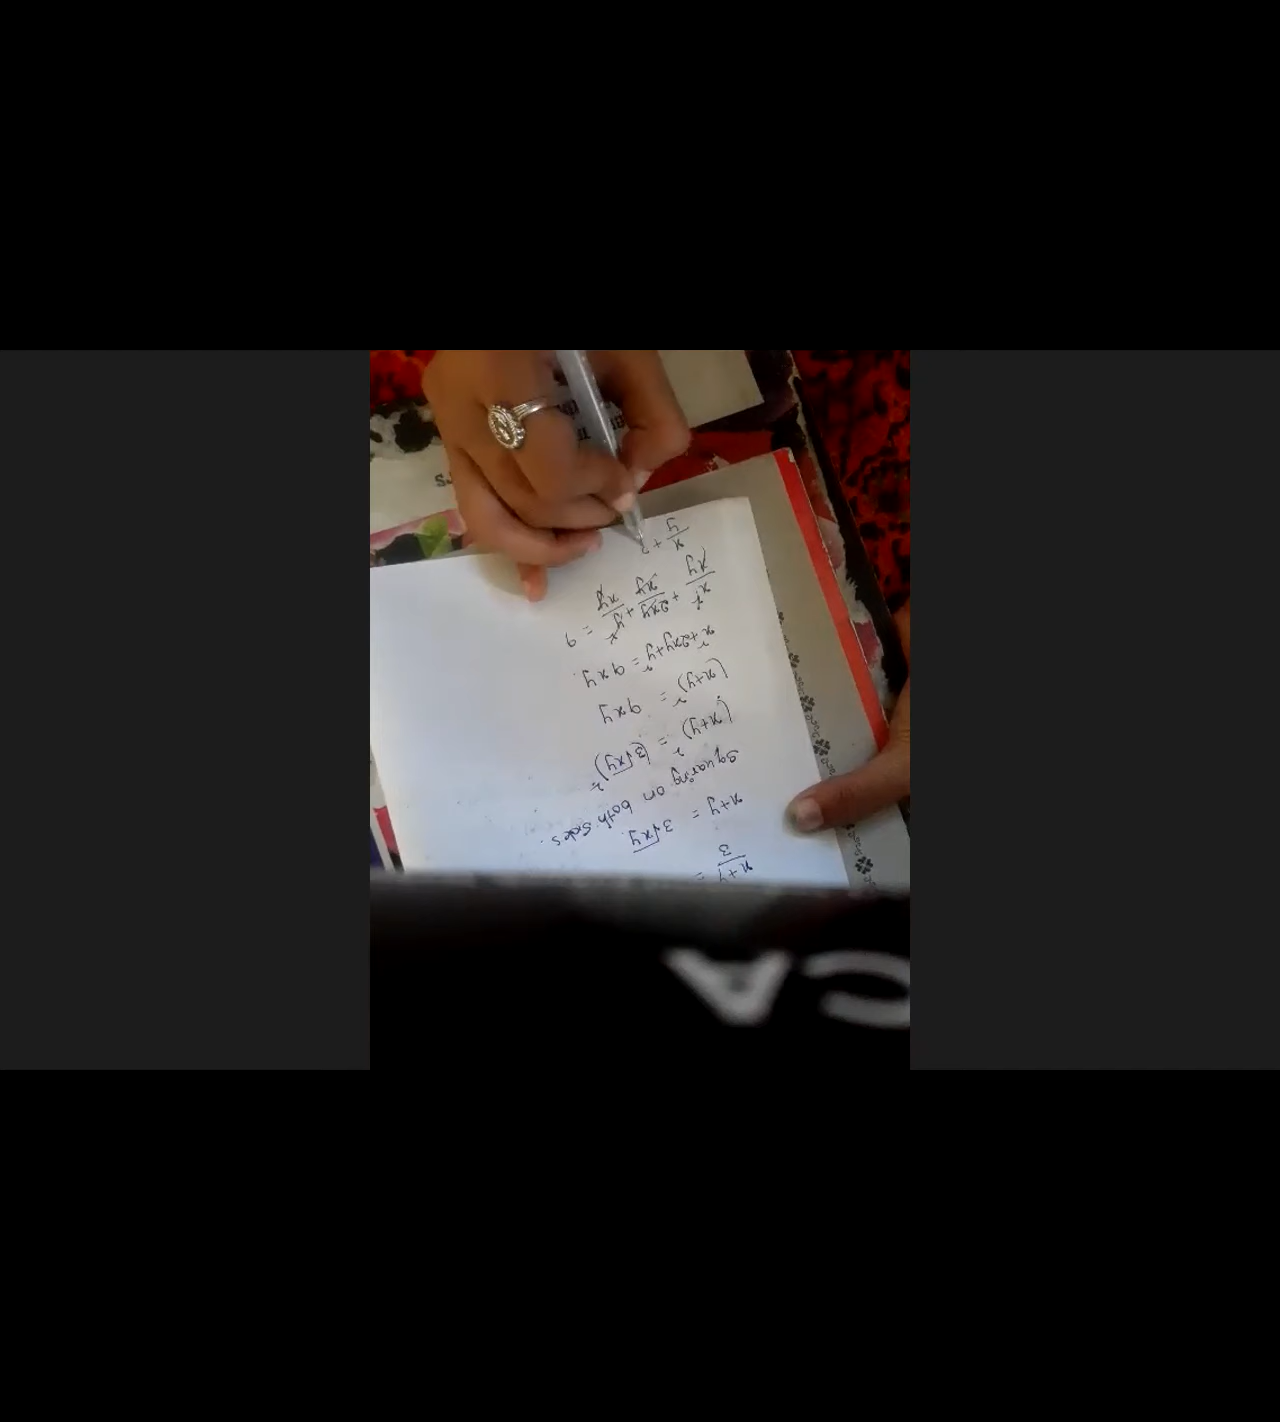 x+y/3 =
x+y = 3√xy
Squaring on both sides.
(x+y)² = (3√xy)²
(x+y)² = 9xy
x²+2xy+y² = 9xy.
x²/xy + 2xy/xy + y²/xy = 9
x/y + 2
CA